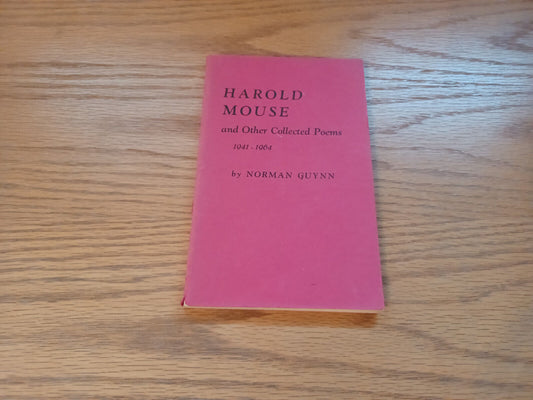 HAROLD
MOUSE
and Other Collected Poems
1941 - 1964
by NORMAN GUYNN